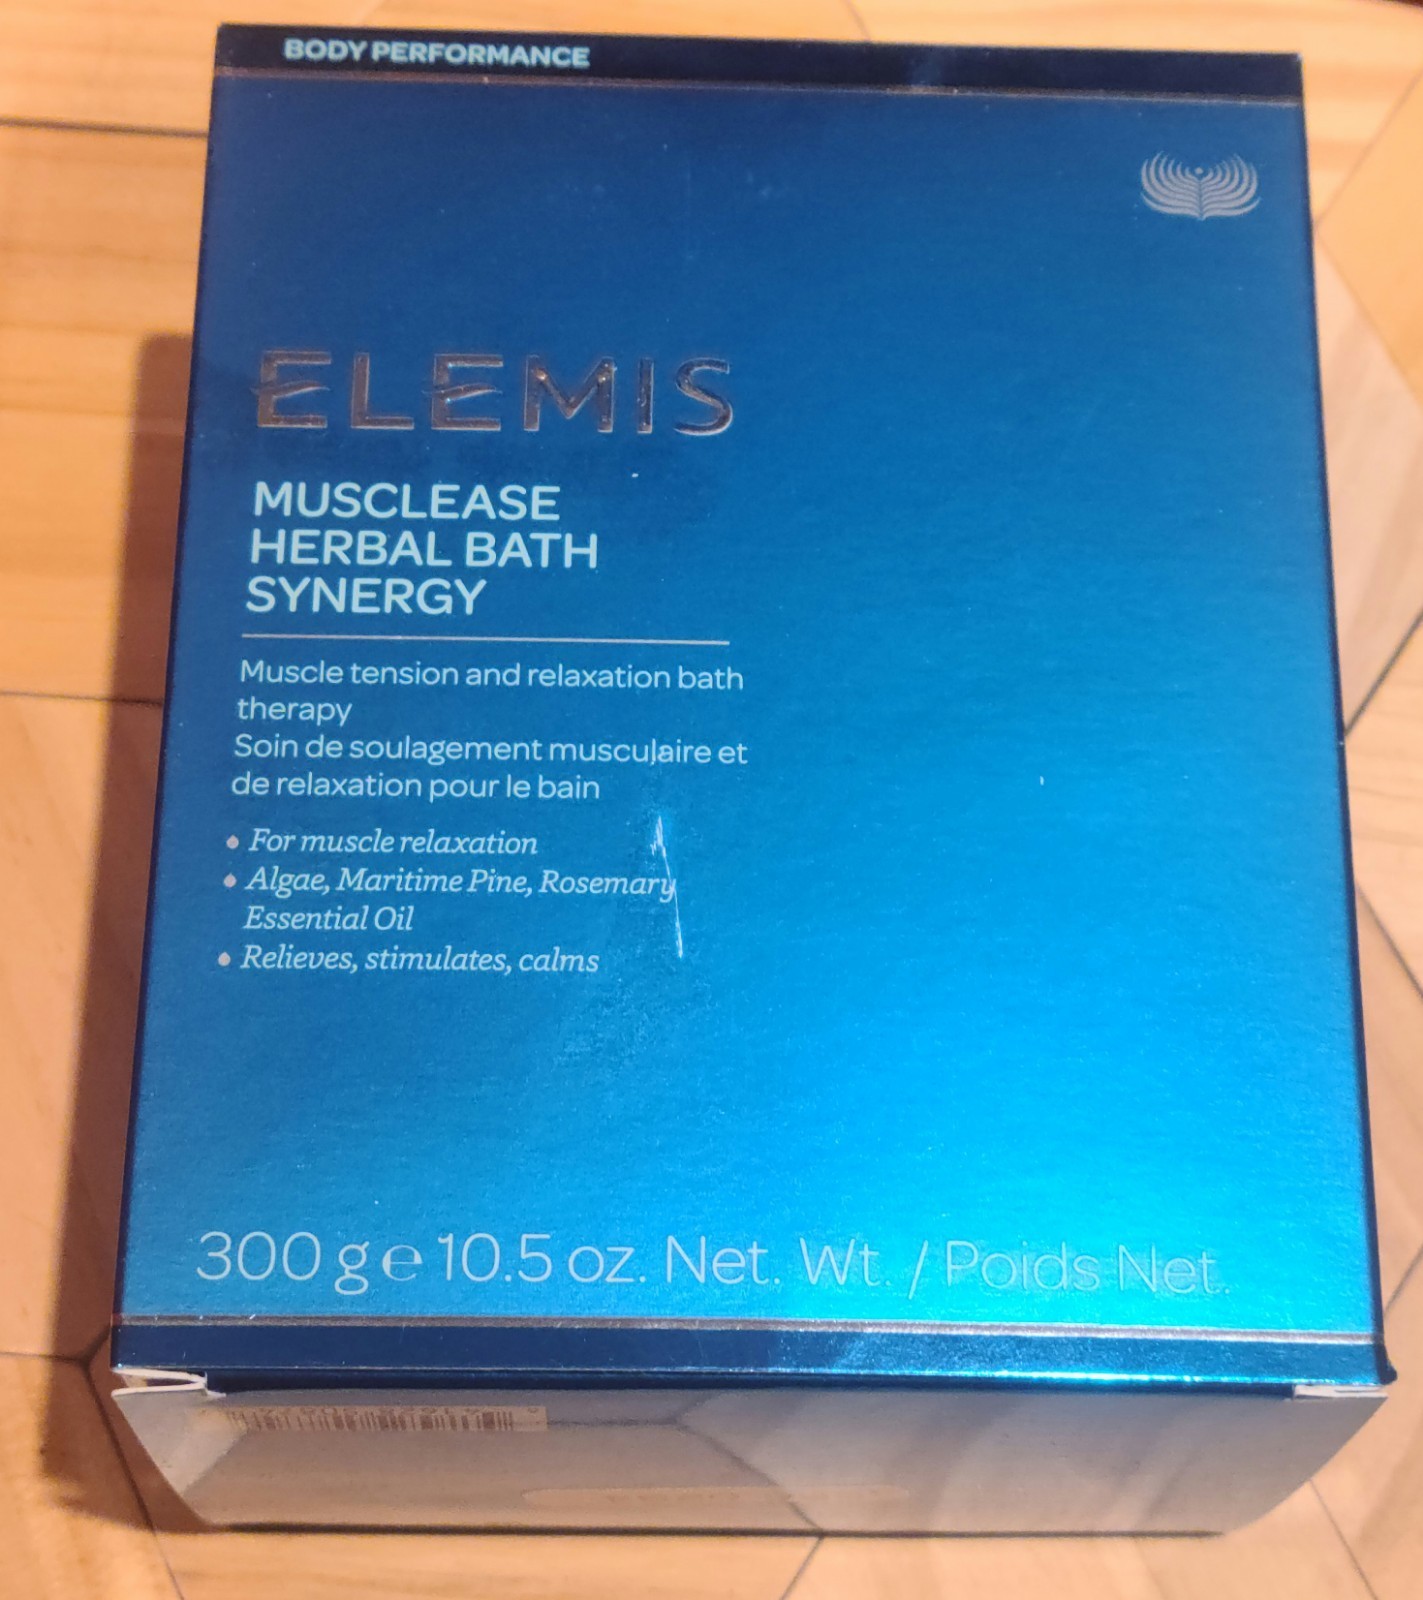 BODY PERFORMANCE
ELEMIS
MUSCLEASE
HERBAL BATH
SYNERGY
Muscle tension and relaxation bath
therapy
Soin de soulagement musculaire et
de relaxation pour le bain
• For muscle relaxation
• Algae, Maritime Pine, Rosemary
Essential Oil
• Relieves, stimulates, calms
300 g e 10.5 oz. Net. Wt. / Poids Net.